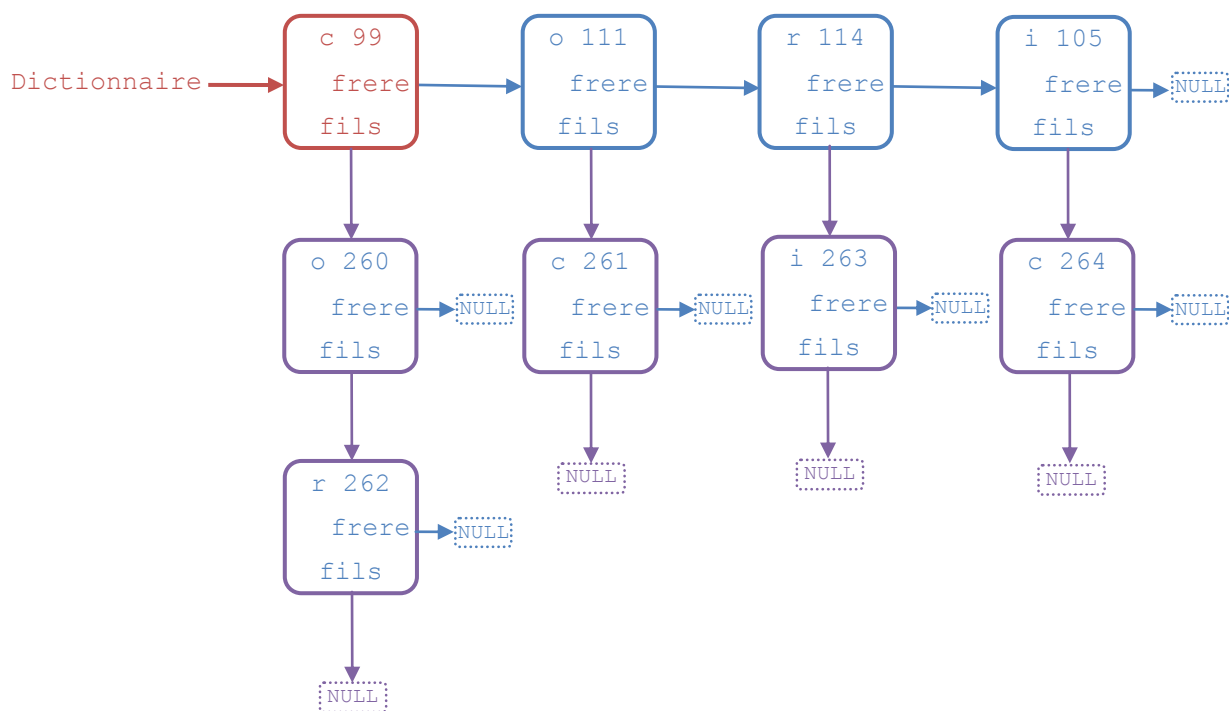 c 99
o 111
r 114
i 105
Dictionnaire
frere
frere
frere
frere
NULL
fils
fils
fils
fils
o 260
c 261
i 263
c 264
frere
NULL
frere
NULL
frere
NULL
frere
NULL
fils
fils
fils
fils
NULL
NULL
NULL
r 262
frere
NULL
fils
NULL